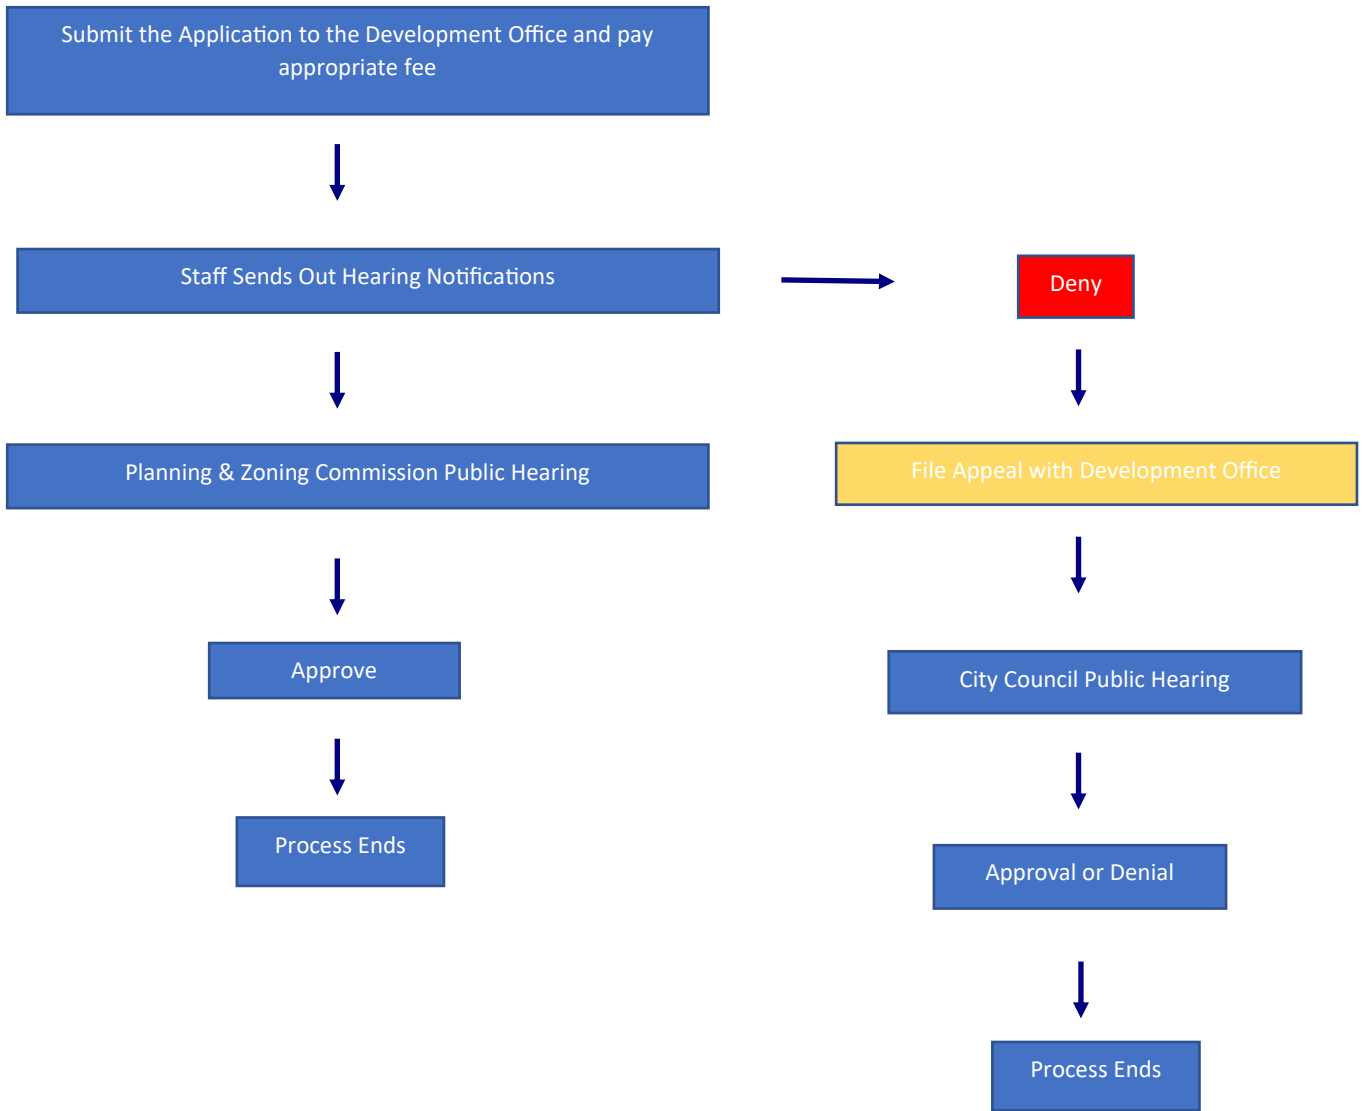 Submit the Application to the Development Office and pay
appropriate fee
Staff Sends Out Hearing Notifications
Deny
Planning & Zoning Commission Public Hearing
File Appeal with Development Office
Approve
City Council Public Hearing
Process Ends
Approval or Denial
Process Ends